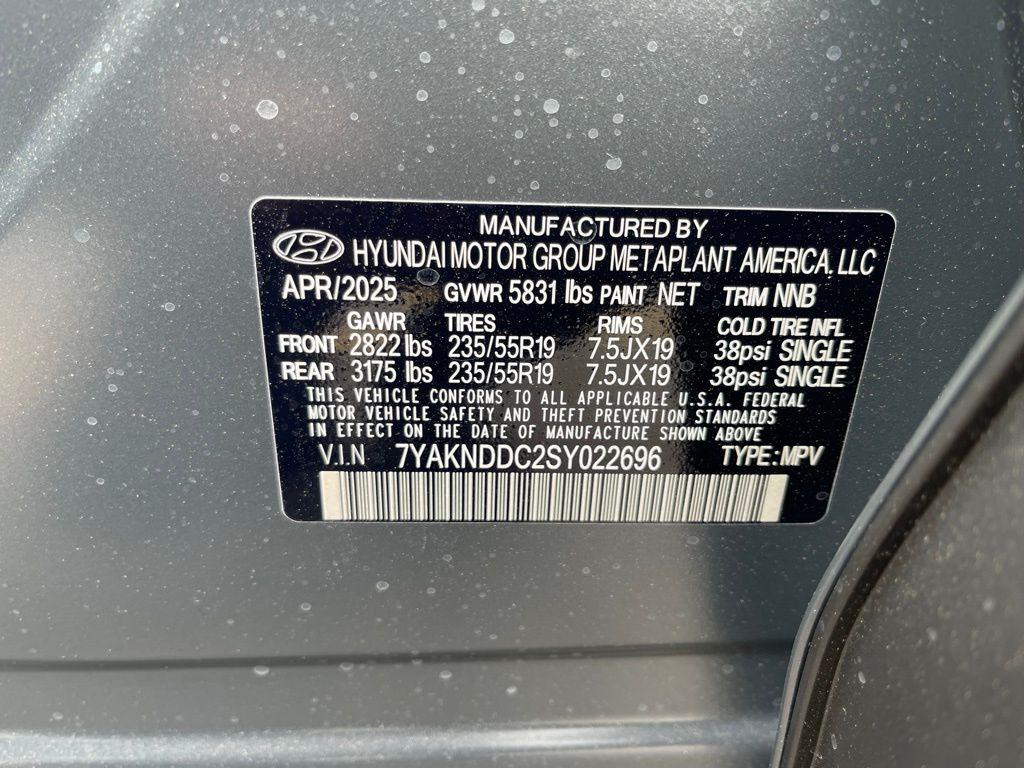 MANUFACTURED BY
HYUNDAI MOTOR GROUP METAPLANT AMERICA, LLC
APR/2025 GVWR 5831 lbs PAINT NET TRIM NNB
GAWR TIRES RIMS COLD TIRE INFL
FRONT 2822 lbs 235/55R19 7.5JX19 38psi SINGLE
REAR 3175 lbs 235/55R19 7.5JX19 38psi SINGLE
THIS VEHICLE CONFORMS TO ALL APPLICABLE U.S.A. FEDERAL
MOTOR VEHICLE SAFETY AND THEFT PREVENTION STANDARDS
IN EFFECT ON THE DATE OF MANUFACTURE SHOWN ABOVE
V.I.N 7YAKNDDC2SY022696 TYPE:MPV